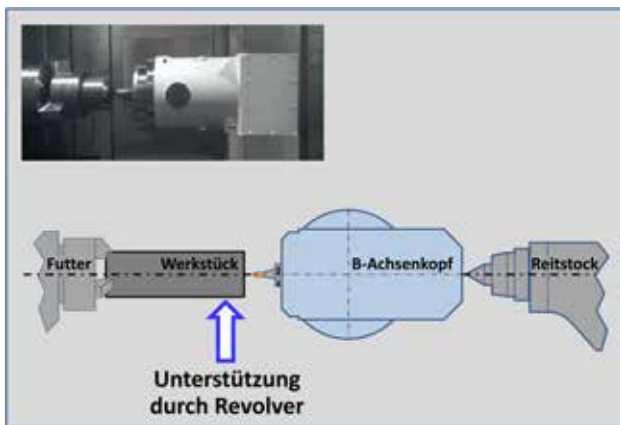 Futter
Werkstück
B-Achsenkopf
Reitstock
Unterstützung
durch Revolver